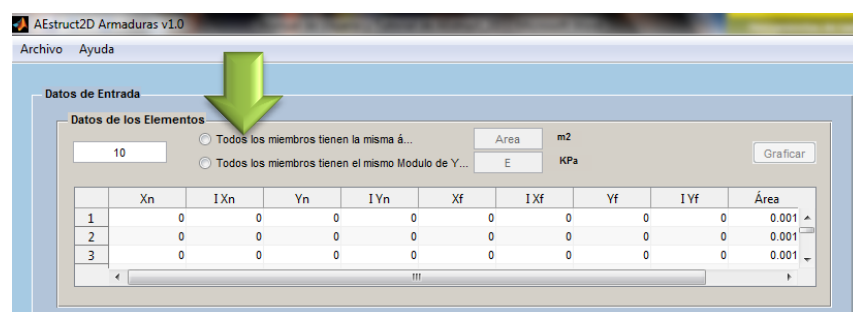 AEstruct2D Armaduras v1.0
Archivo Ayuda
Datos de Entrada
Datos de los Elementos
10
Todos los miembros tienen la misma á...
Area
m2
Todos los miembros tienen el mismo Modulo de Y...
E
KPa
Graficar
Xn I Xn Yn I Yn Xf I Xf Yf I Yf Área
1 0 0 0 0 0 0 0 0 0.001
2 0 0 0 0 0 0 0 0 0.001
3 0 0 0 0 0 0 0 0 0.001